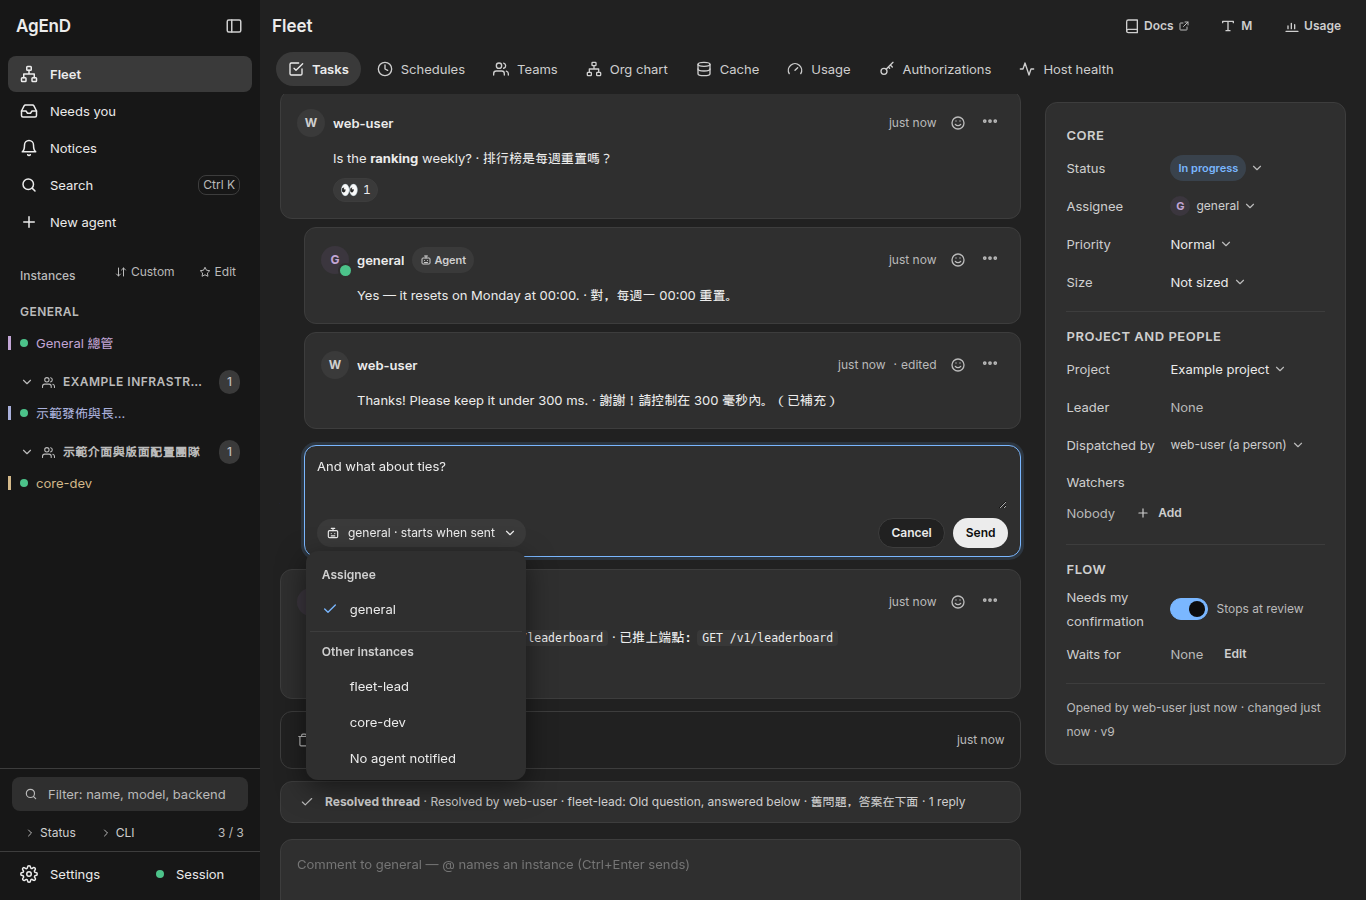 AgEnD
Fleet
Needs you
Notices
Search Ctrl K
New agent
Instances Custom Edit
GENERAL
General 總管
EXAMPLE INFRASTR... 1
示範發佈與長...
示範介面與版面配置團隊 1
core-dev
Filter: name, model, backend
Status CLI 3 / 3
Settings Session
Fleet
Docs M Usage
Tasks Schedules Teams Org chart Cache Usage Authorizations Host health
W web-user just now
Is the ranking weekly? · 排行榜是每週重置嗎？
👀 1
G general Agent just now
Yes — it resets on Monday at 00:00. · 對，每週一 00:00 重置。
W web-user just now · edited
Thanks! Please keep it under 300 ms. · 謝謝！請控制在 300 毫秒內。（已補充）
And what about ties?
general · starts when sent Cancel Send
Assignee
general
Other instances
fleet-lead
core-dev
No agent notified
just now
/leaderboard · 已推上端點： GET /v1/leaderboard
just now
Resolved thread · Resolved by web-user · fleet-lead: Old question, answered below · 舊問題，答案在下面 · 1 reply
Comment to general — @ names an instance (Ctrl+Enter sends)
CORE
Status In progress
Assignee G general
Priority Normal
Size Not sized
PROJECT AND PEOPLE
Project Example project
Leader None
Dispatched by web-user (a person)
Watchers
Nobody Add
FLOW
Needs my
confirmation Stops at review
Waits for None Edit
Opened by web-user just now · changed just
now · v9